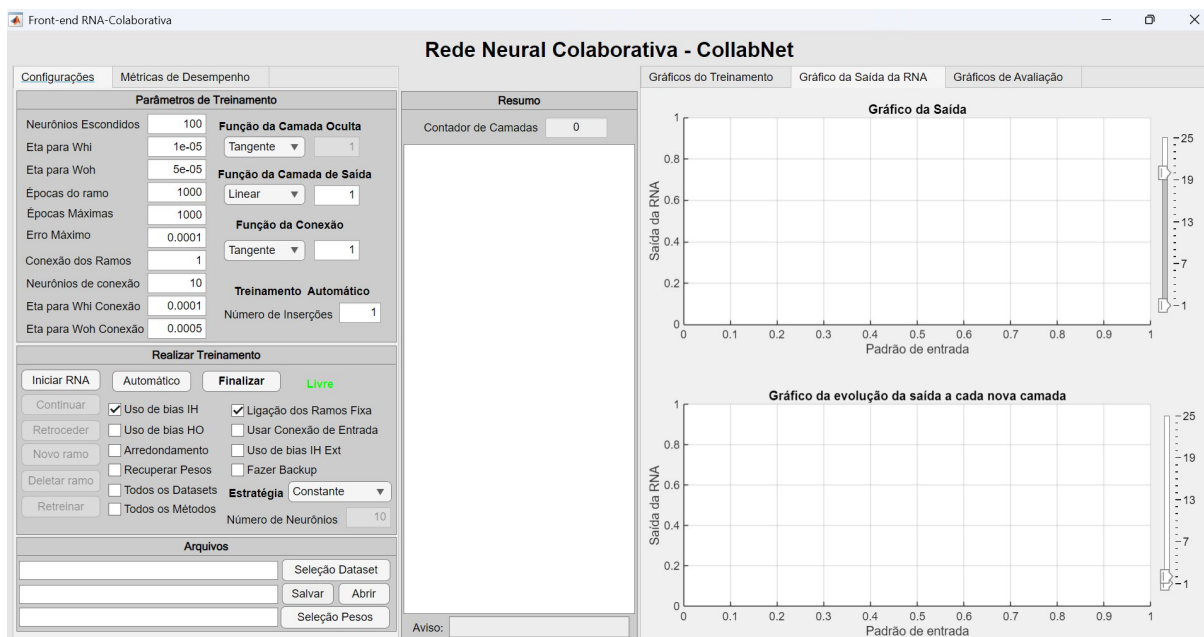 Front-end RNA-Colaborativa
Rede Neural Colaborativa - CollabNet
Configurações
Métricas de Desempenho
Parâmetros de Treinamento
Neurônios Escondidos 100
Eta para Whi 1e-05
Eta para Woh 5e-05
Épocas do ramo 1000
Épocas Máximas 1000
Erro Máximo 0.0001
Conexão dos Ramos 1
Neurônios de conexão 10
Eta para Whi Conexão 0.0001
Eta para Woh Conexão 0.0005
Função da Camada Oculta
Tangente 1
Função da Camada de Saída
Linear 1
Função da Conexão
Tangente 1
Treinamento Automático
Número de Inserções 1
Realizar Treinamento
Iniciar RNA
Automático
Finalizar
Livre
Continuar
Retroceder
Novo ramo
Deletar ramo
Retreinar
Uso de bias IH
Uso de bias HO
Arredondamento
Recuperar Pesos
Todos os Datasets
Todos os Métodos
Ligação dos Ramos Fixa
Usar Conexão de Entrada
Uso de bias IH Ext
Fazer Backup
Estratégia Constante
Número de Neurônios 10
Arquivos
Seleção Dataset
Salvar
Abrir
Seleção Pesos
Resumo
Contador de Camadas 0
Aviso:
Gráficos do Treinamento
Gráfico da Saída da RNA
Gráficos de Avaliação
Gráfico da Saída
Saída da RNA
1
0.8
0.6
0.4
0.2
0
0 0.1 0.2 0.3 0.4 0.5 0.6 0.7 0.8 0.9 1
Padrão de entrada
25
19
13
7
1
Gráfico da evolução da saída a cada nova camada
Saída da RNA
1
0.8
0.6
0.4
0.2
0
0 0.1 0.2 0.3 0.4 0.5 0.6 0.7 0.8 0.9 1
Padrão de entrada
25
19
13
7
1